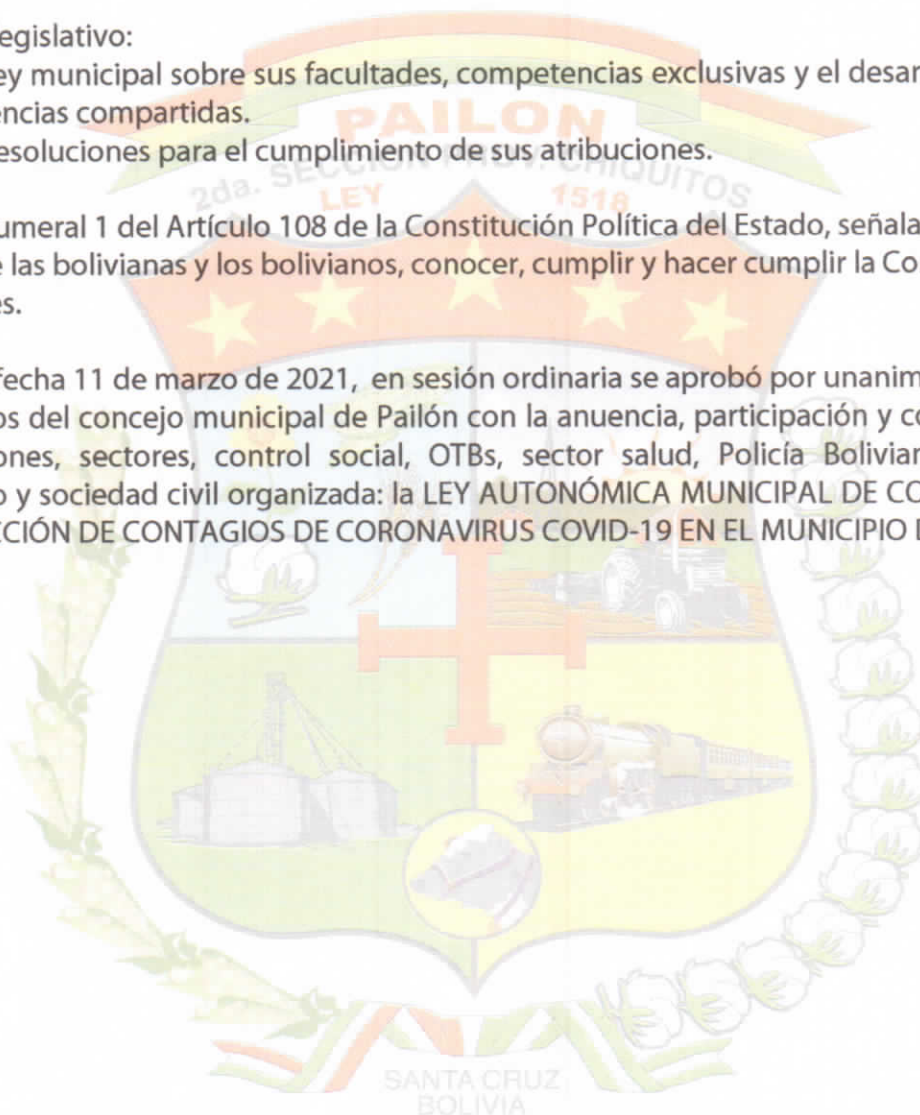 egislativo:
ey municipal sobre sus facultades, competencias exclusivas y el desar
encias compartidas.
PAILON
esoluciones para el cumplimiento de sus atribuciones.
2da. SECCION PROV. CHIQUITOS
LEY 1518
umeral 1 del Artículo 108 de la Constitución Política del Estado, señala
e las bolivianas y los bolivianos, conocer, cumplir y hacer cumplir la Co
es.
fecha 11 de marzo de 2021, en sesión ordinaria se aprobó por unanim
os del concejo municipal de Pailón con la anuencia, participación y co
ones, sectores, control social, OTBs, sector salud, Policía Bolivian
o y sociedad civil organizada: la LEY AUTONÓMICA MUNICIPAL DE CO
ECIÓN DE CONTAGIOS DE CORONAVIRUS COVID-19 EN EL MUNICIPIO D
SANTA CRUZ
BOLIVIA